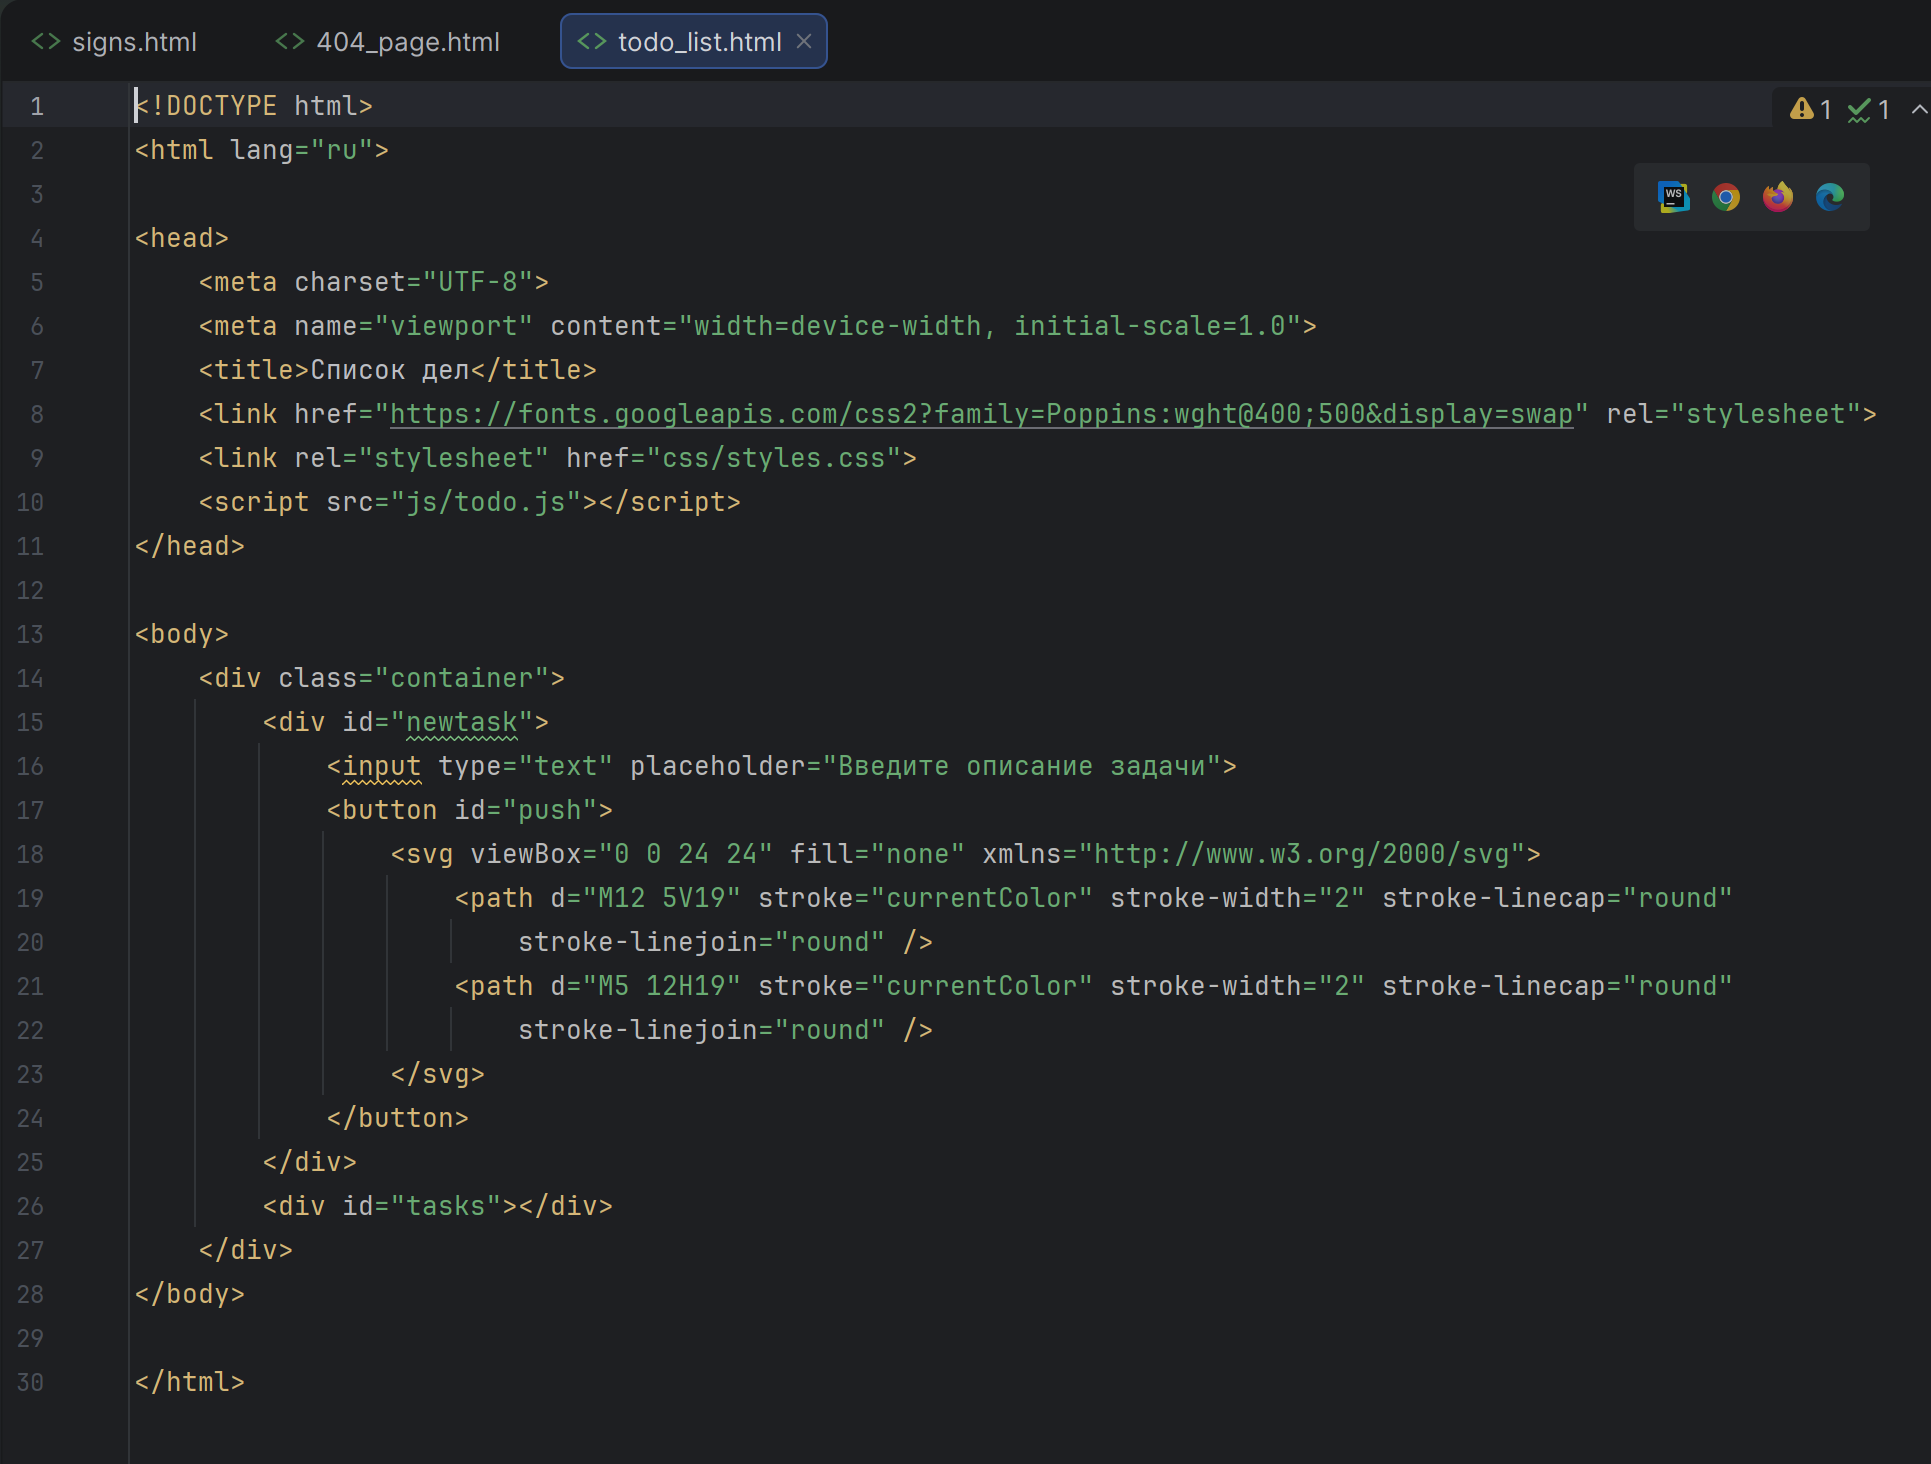 signs.html 404_page.html todo_list.html
1 1
1 <!DOCTYPE html>
2 <html lang="ru">
WS
3
4 <head>
5     <meta charset="UTF-8">
6     <meta name="viewport" content="width=device-width, initial-scale=1.0">
7     <title>Список дел</title>
8     <link href="https://fonts.googleapis.com/css2?family=Poppins:wght@400;500&display=swap" rel="stylesheet">
9     <link rel="stylesheet" href="css/styles.css">
10     <script src="js/todo.js"></script>
11 </head>
12
13 <body>
14     <div class="container">
15         <div id="newtask">
16             <input type="text" placeholder="Введите описание задачи">
17             <button id="push">
18                 <svg viewBox="0 0 24 24" fill="none" xmlns="http://www.w3.org/2000/svg">
19                     <path d="M12 5V19" stroke="currentColor" stroke-width="2" stroke-linecap="round"
20                         stroke-linejoin="round" />
21                     <path d="M5 12H19" stroke="currentColor" stroke-width="2" stroke-linecap="round"
22                         stroke-linejoin="round" />
23                 </svg>
24             </button>
25         </div>
26         <div id="tasks"></div>
27     </div>
28 </body>
29
30 </html>